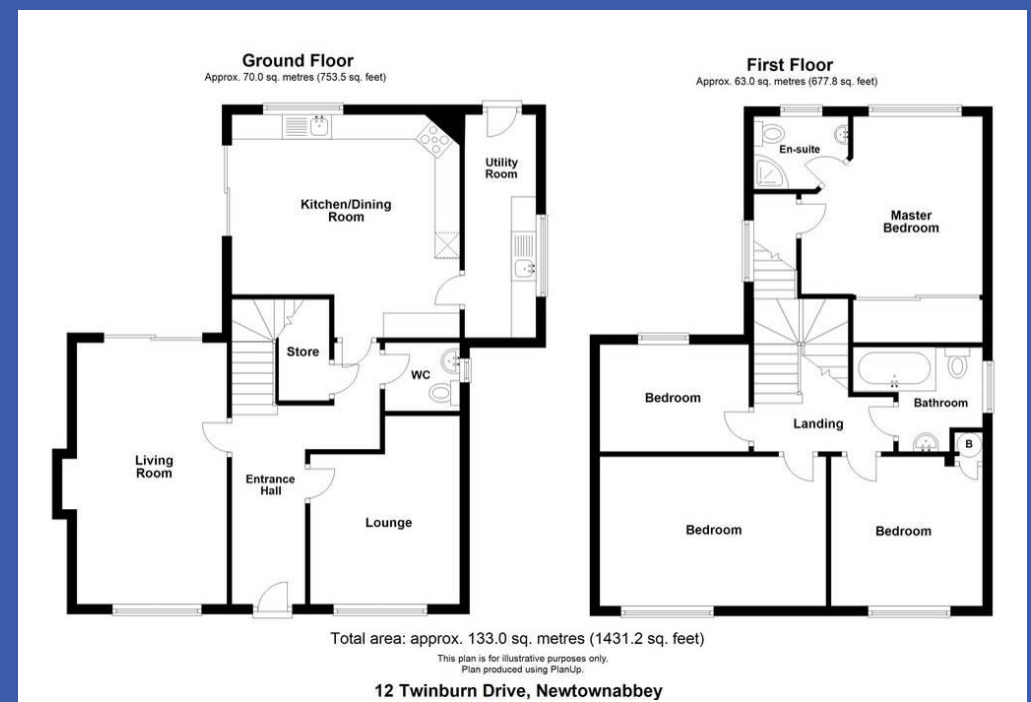 Ground Floor
Approx. 70.0 sq. metres (753.5 sq. feet)
Kitchen/Dining
Room
Utility
Room
Store
WC
Living
Room
Entrance
Hall
Lounge
First Floor
Approx. 63.0 sq. metres (677.8 sq. feet)
En-suite
Master
Bedroom
Bedroom
Landing
Bathroom
B
Bedroom
Bedroom
Total area: approx. 133.0 sq. metres (1431.2 sq. feet)
This plan is for illustrative purposes only.
Plan produced using PlanUp.
12 Twinburn Drive, Newtownabbey